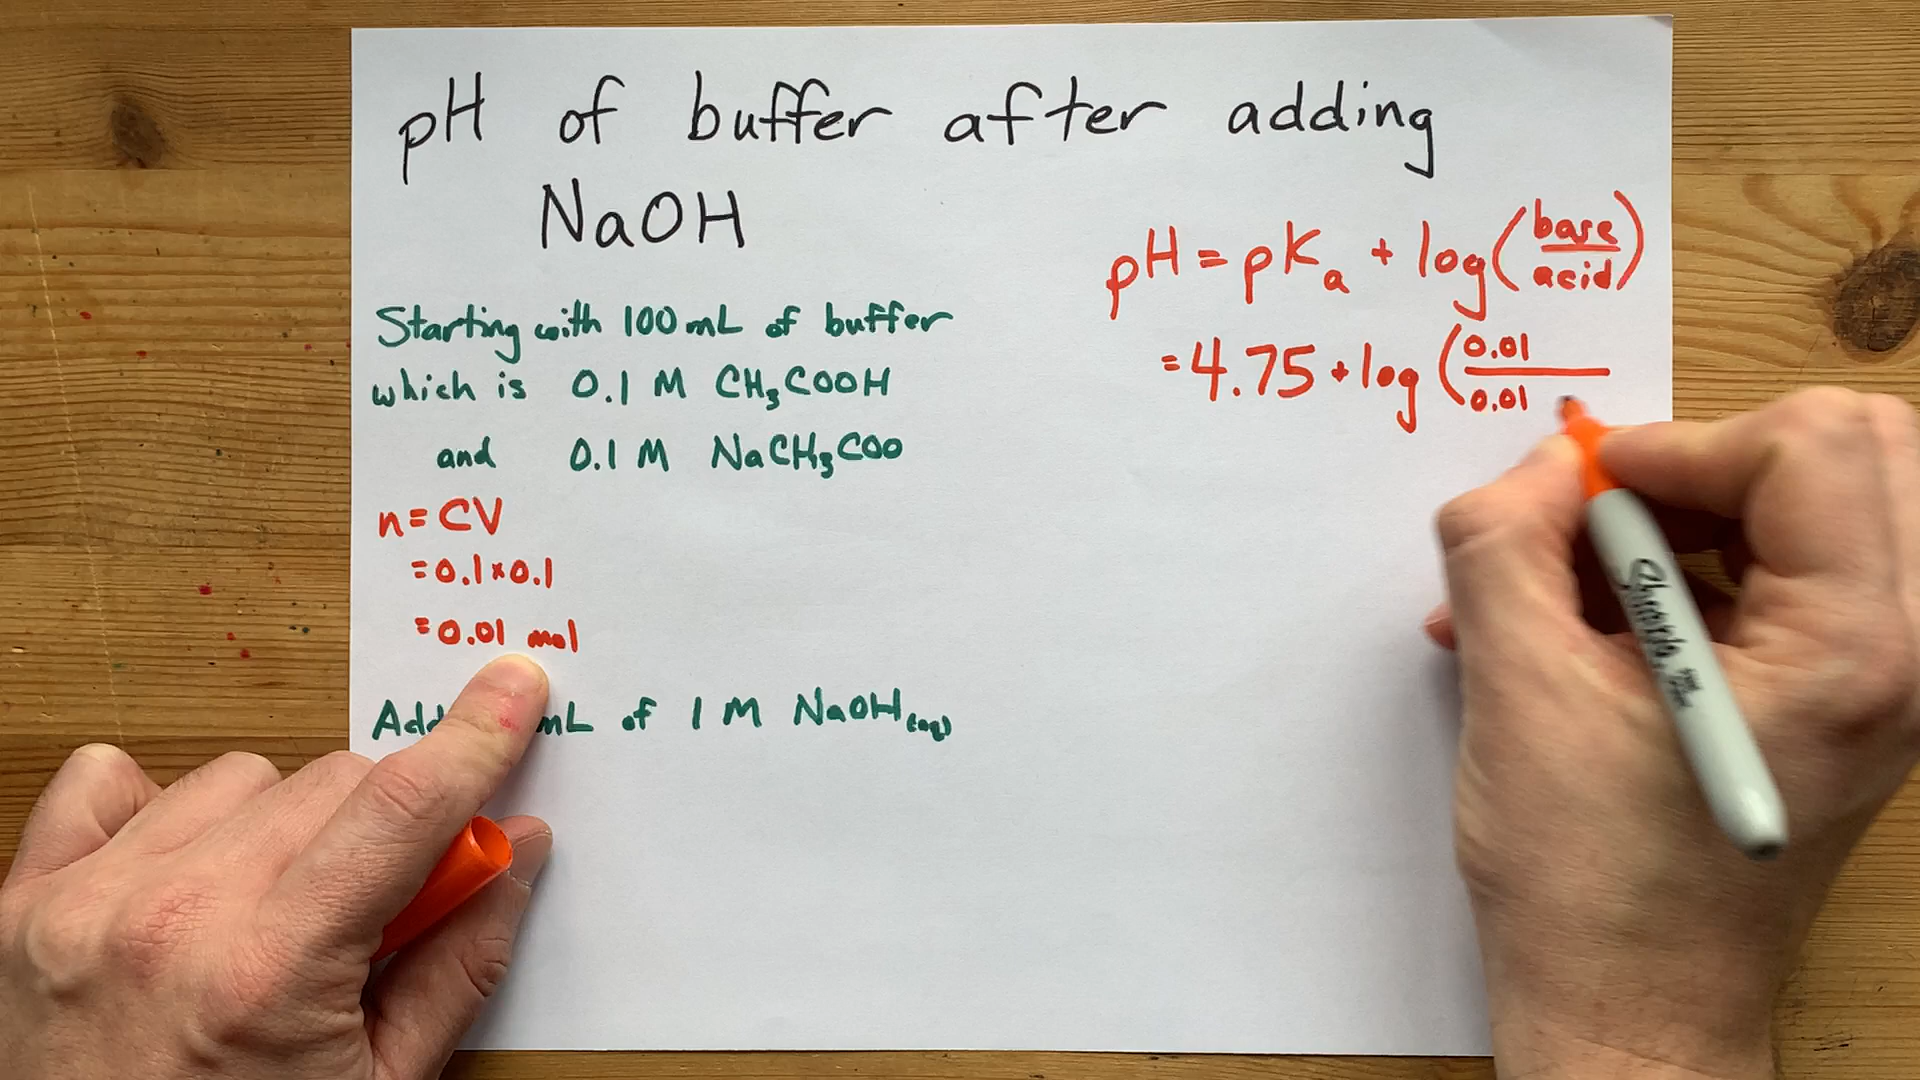 pH of buffer after adding
NaOH
Starting with 100 mL of buffer
which is 0.1 M CH₃COOH
and 0.1 M NaCH₃COO
n = CV
= 0.1 × 0.1
= 0.01 mol
Add mL of 1 M NaOH(aq)
pH = pKa + log(base/acid)
= 4.75 + log(0.01/0.01
Sharpie